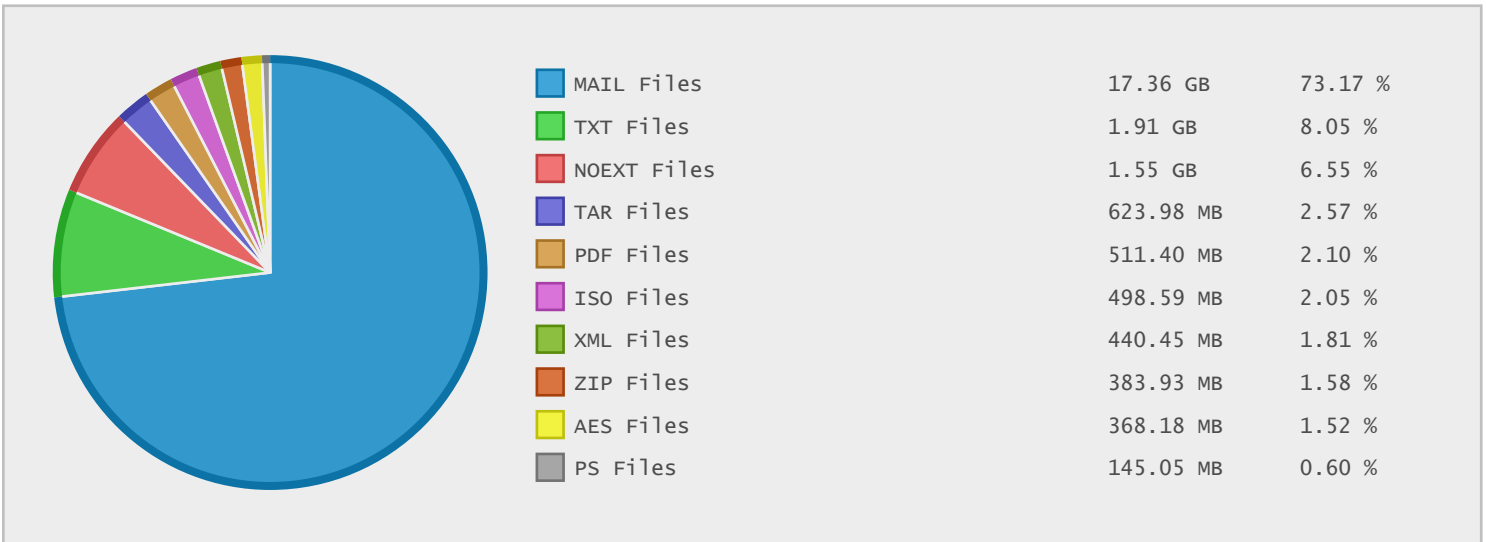 MAIL Files 17.36 GB 73.17 %
TXT Files 1.91 GB 8.05 %
NOEXT Files 1.55 GB 6.55 %
TAR Files 623.98 MB 2.57 %
PDF Files 511.40 MB 2.10 %
ISO Files 498.59 MB 2.05 %
XML Files 440.45 MB 1.81 %
ZIP Files 383.93 MB 1.58 %
AES Files 368.18 MB 1.52 %
PS Files 145.05 MB 0.60 %